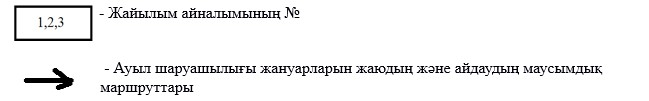 1,2,3 - Жайылым айналымының №
- Ауыл шаруашылығы жануарларын жаюдың және айдаудың маусымдық
маршруттары